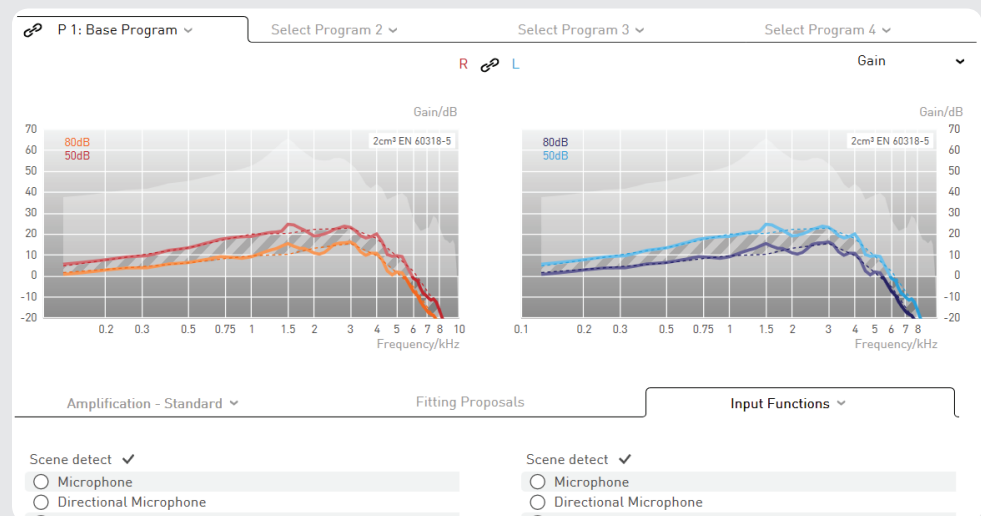 P 1: Base Program
Select Program 2
Select Program 3
Select Program 4
R L
Gain
Gain/dB
70
60
50
40
30
20
10
0
-10
-20
80dB
50dB
2cm³ EN 60318-5
0.2 0.3 0.5 0.75 1 1.5 2 3 4 5 6 7 8 10
Frequency/kHz
Gain/dB
80dB
50dB
2cm³ EN 60318-5
70
60
50
40
30
20
10
0
-10
-20
0.1 0.2 0.3 0.5 0.75 1 1.5 2 3 4 5 6 7 8
Frequency/kHz
Amplification - Standard
Fitting Proposals
Input Functions
Scene detect
Microphone
Directional Microphone
Scene detect
Microphone
Directional Microphone